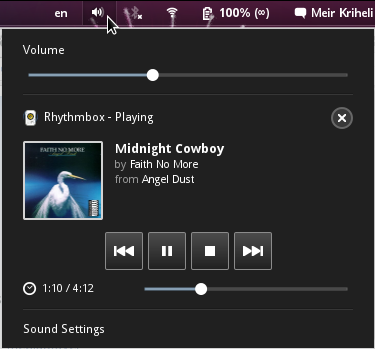 en 100% (∞) Meir Kriheli
Volume
Rhythmbox - Playing
FAITH NO MORE
Midnight Cowboy
by Faith No More
from Angel Dust
1:10 / 4:12
Sound Settings